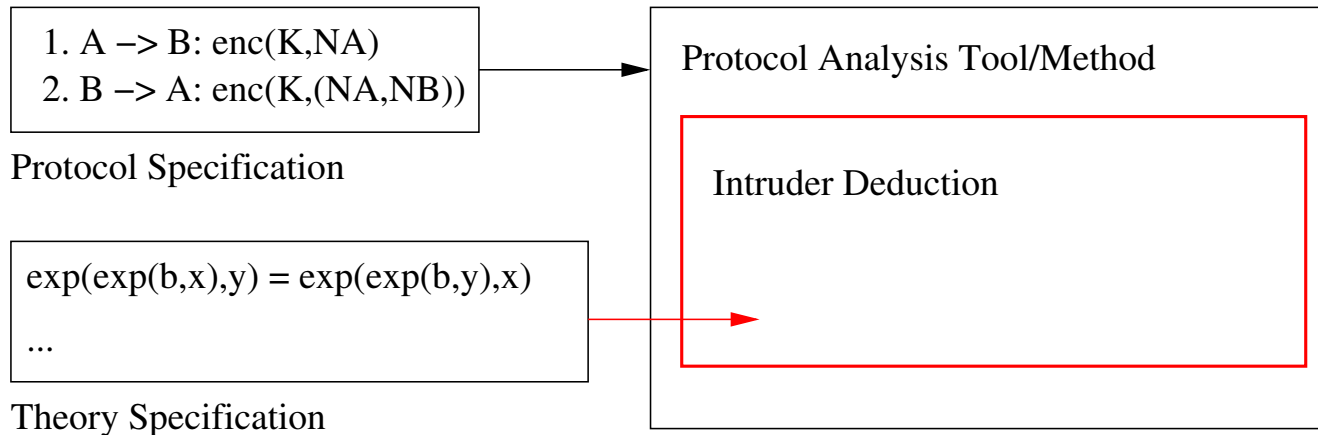 1. A −> B: enc(K,NA)
2. B −> A: enc(K,(NA,NB))
Protocol Specification
exp(exp(b,x),y) = exp(exp(b,y),x)
...
Theory Specification
Protocol Analysis Tool/Method
Intruder Deduction